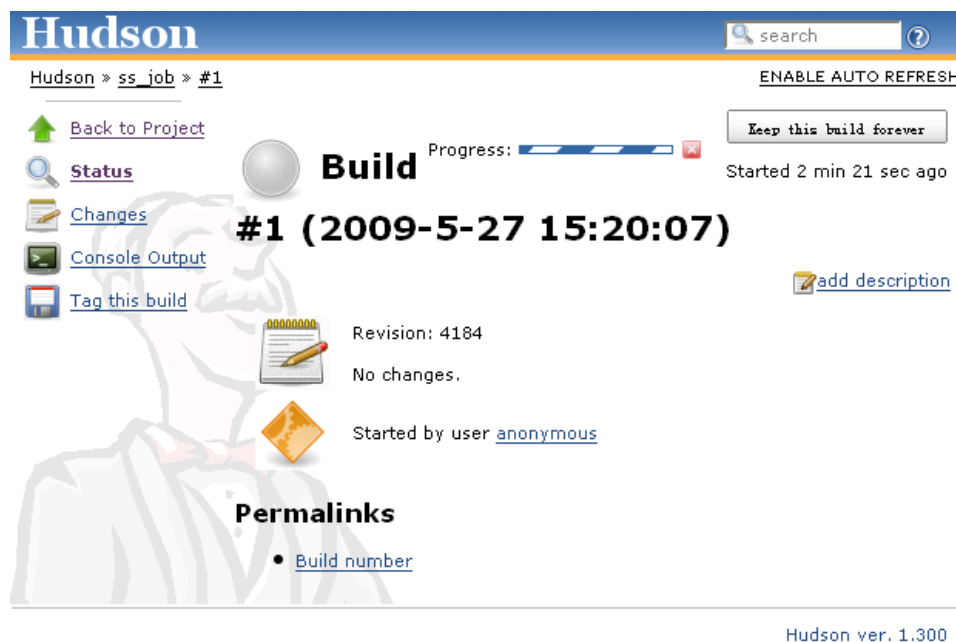 Hudson
search
Hudson » ss_job » #1
ENABLE AUTO REFRESH
Back to Project
Status
Changes
Console Output
Tag this build
Build
Progress:
Keep this build forever
Started 2 min 21 sec ago
#1 (2009-5-27 15:20:07)
add description
Revision: 4184
No changes.
Started by user anonymous
Permalinks
• Build number
Hudson ver. 1.300